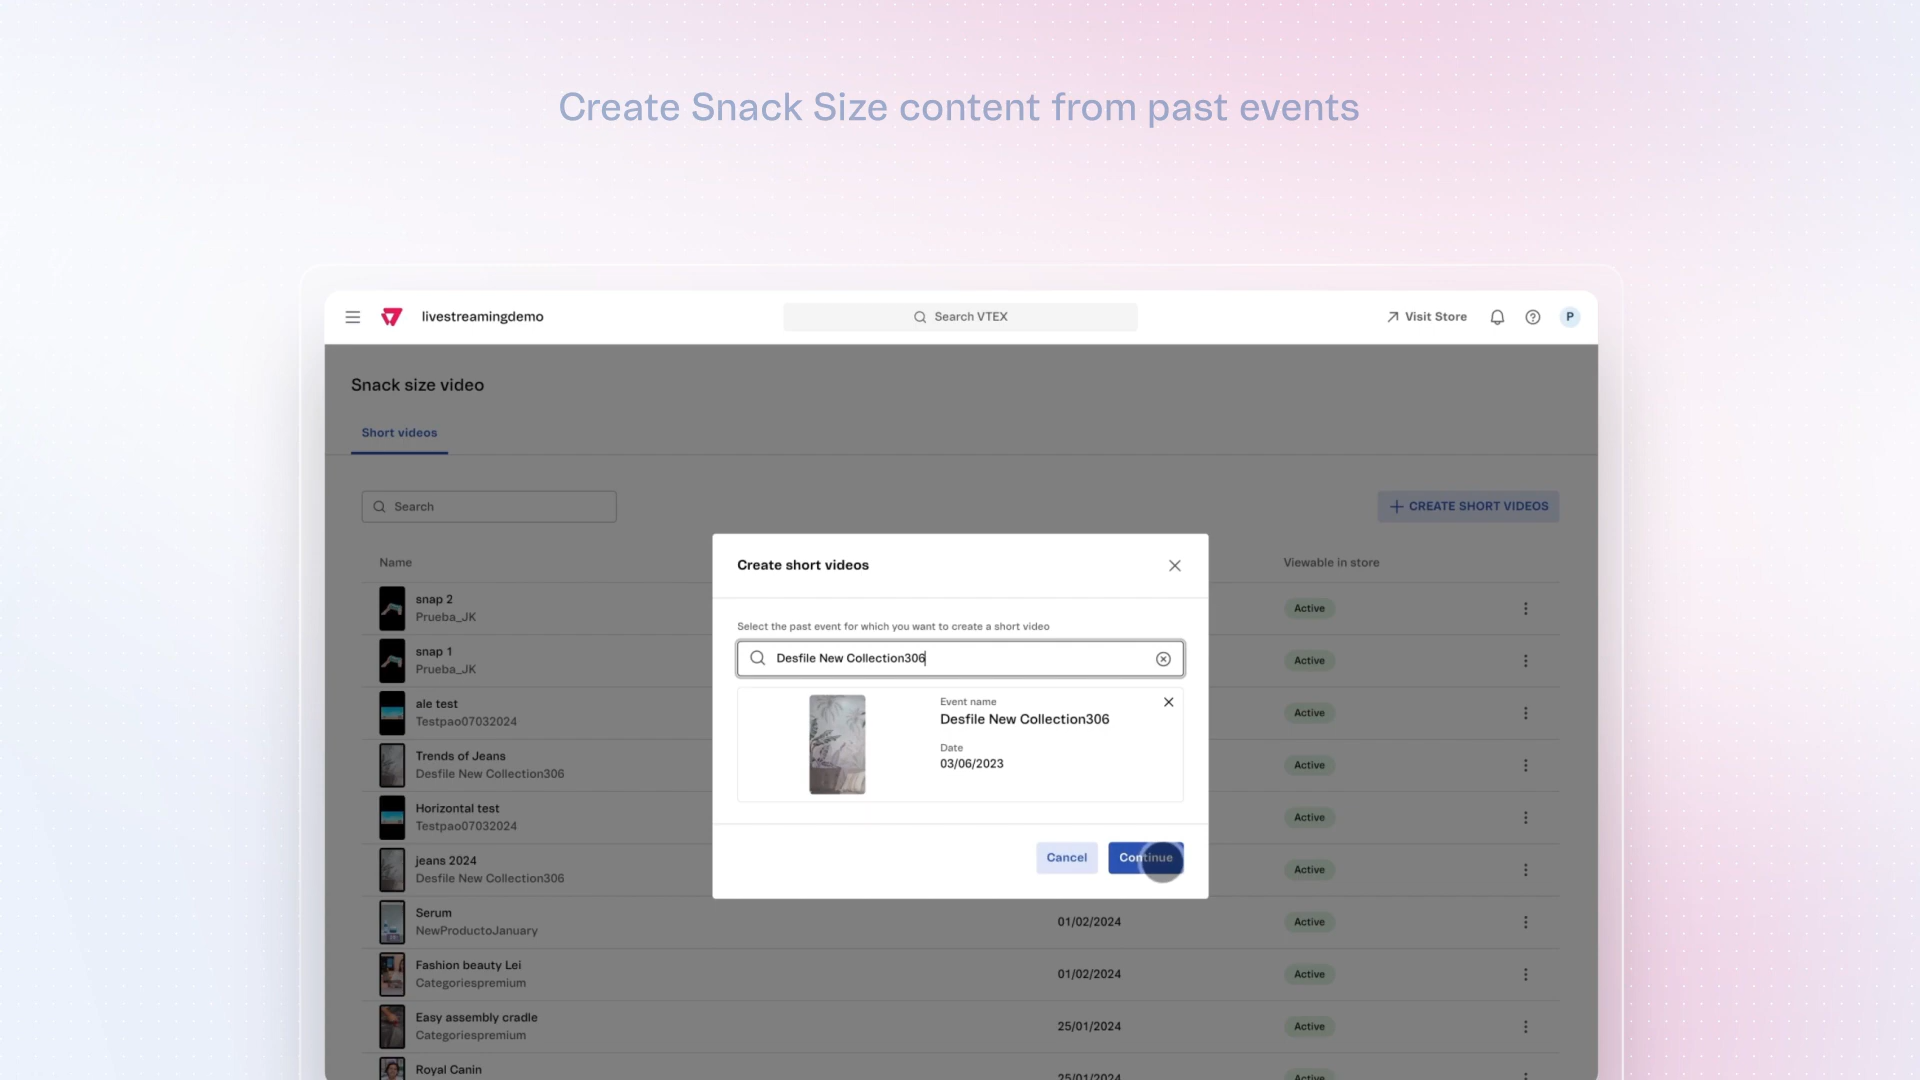 Create Snack Size content from past events
livestreamingdemo
Search VTEX
Visit Store
P
Snack size video
Short videos
Search
CREATE SHORT VIDEOS
Name
Viewable in store
snap 2
Prueba_JK
Active
snap 1
Prueba_JK
Active
ale test
Testpao07032024
Active
Trends of Jeans
Desfile New Collection306
Active
Horizontal test
Testpao07032024
Active
jeans 2024
Desfile New Collection306
Active
Serum
NewProductoJanuary
01/02/2024
Active
Fashion beauty Lei
Categoriespremium
01/02/2024
Active
Easy assembly cradle
Categoriespremium
25/01/2024
Active
Royal Canin
25/01/2024
Active
Create short videos
Select the past event for which you want to create a short video
Desfile New Collection306
Event name
Desfile New Collection306
Date
03/06/2023
Cancel
Continue